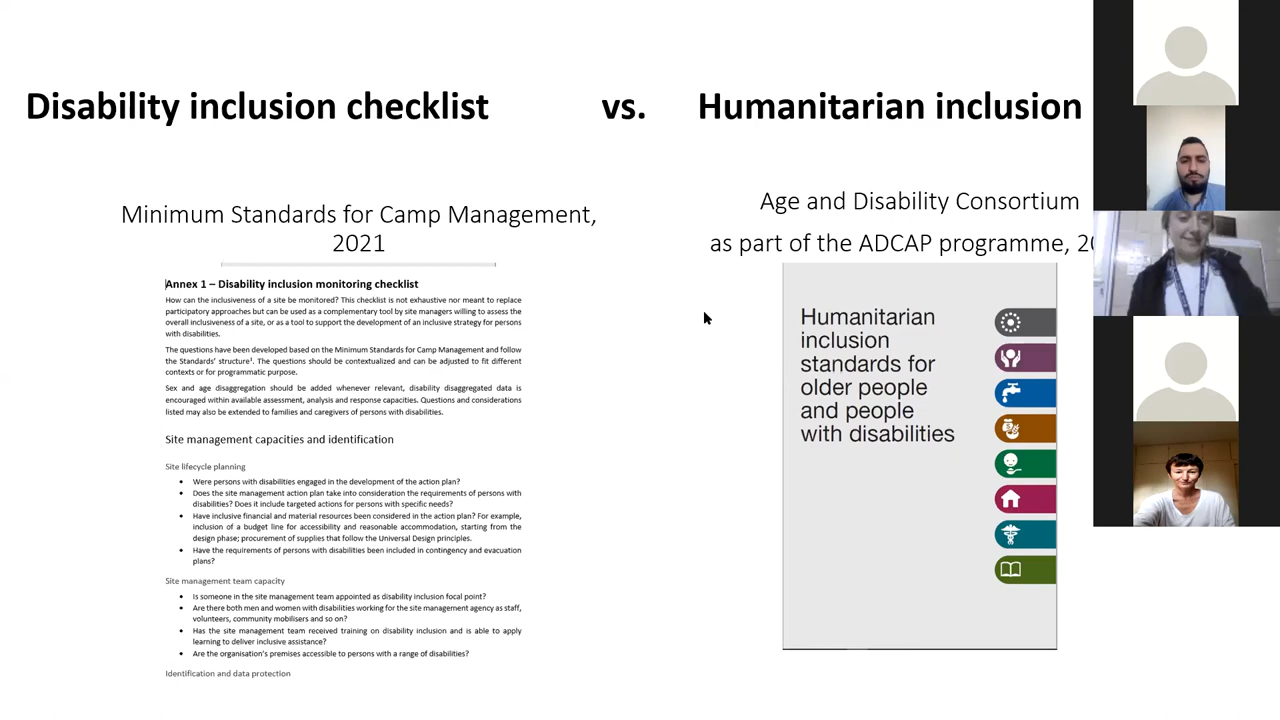 Disability inclusion checklist vs. Humanitarian inclusion
Minimum Standards for Camp Management,
2021
Annex 1 – Disability inclusion monitoring checklist
How can the inclusiveness of a site be monitored? This checklist is not exhaustive nor meant to replace
participatory approaches but can be used as a complementary tool by site managers willing to assess the
overall inclusiveness of a site, or as a tool to support the development of an inclusive strategy for persons
with disabilities.
The questions have been developed based on the Minimum Standards for Camp Management and follow
the Standards' structure¹. The questions should be contextualized and can be adjusted to fit different
contexts or for programmatic purpose.
Sex and age disaggregation should be added whenever relevant, disability disaggregated data is
encouraged within available assessment, analysis and response capacities. Questions and considerations
listed may also be extended to families and caregivers of persons with disabilities.
Site management capacities and identification
Site lifecycle planning
• Were persons with disabilities engaged in the development of the action plan?
• Does the site management action plan take into consideration the requirements of persons with
disabilities? Does it include targeted actions for persons with specific needs?
• Have inclusive financial and material resources been considered in the action plan? For example,
inclusion of a budget line for accessibility and reasonable accommodation, starting from the
design phase; procurement of supplies that follow the Universal Design principles.
• Have the requirements of persons with disabilities been included in contingency and evacuation
plans?
Site management team capacity
• Is someone in the site management team appointed as disability inclusion focal point?
• Are there both men and women with disabilities working for the site management agency as staff,
volunteers, community mobilisers and so on?
• Has the site management team received training on disability inclusion and is able to apply
learning to deliver inclusive assistance?
• Are the organisation's premises accessible to persons with a range of disabilities?
Identification and data protection
Age and Disability Consortium
as part of the ADCAP programme,
Humanitarian
inclusion
standards for
older people
and people
with disabilities